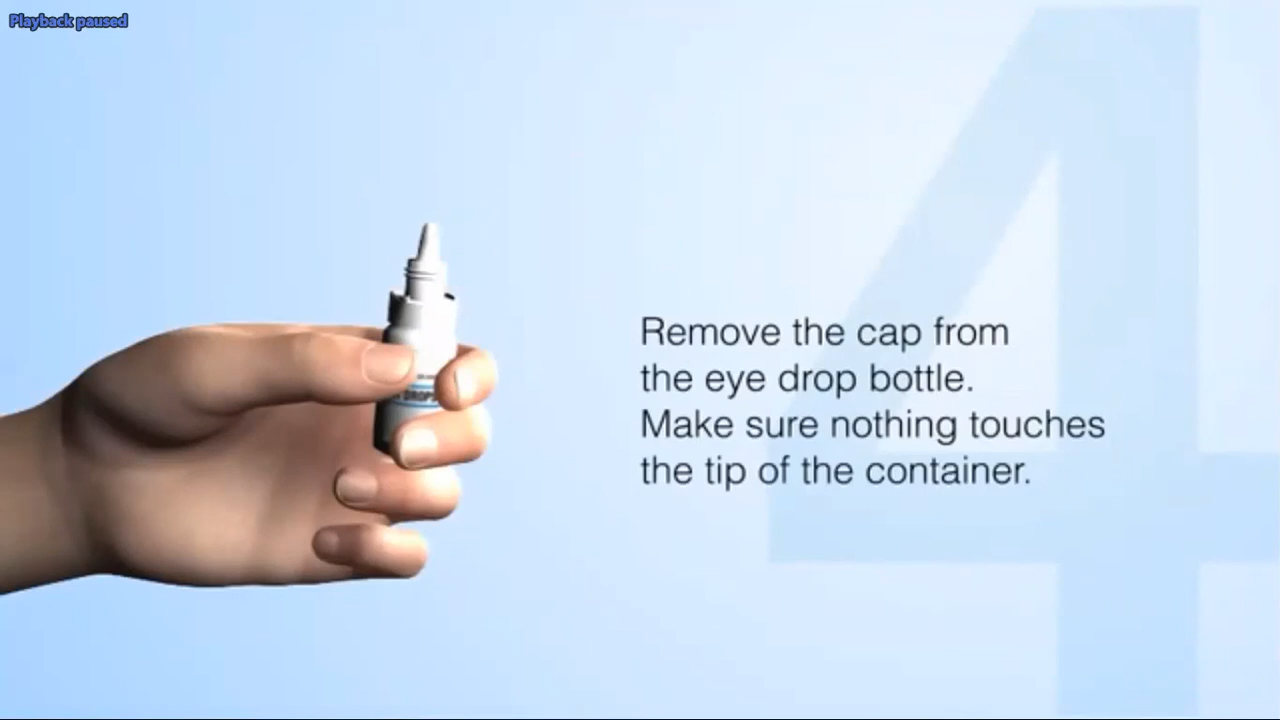 Playback paused
4
Remove the cap from
the eye drop bottle.
Make sure nothing touches
the tip of the container.
DROPS